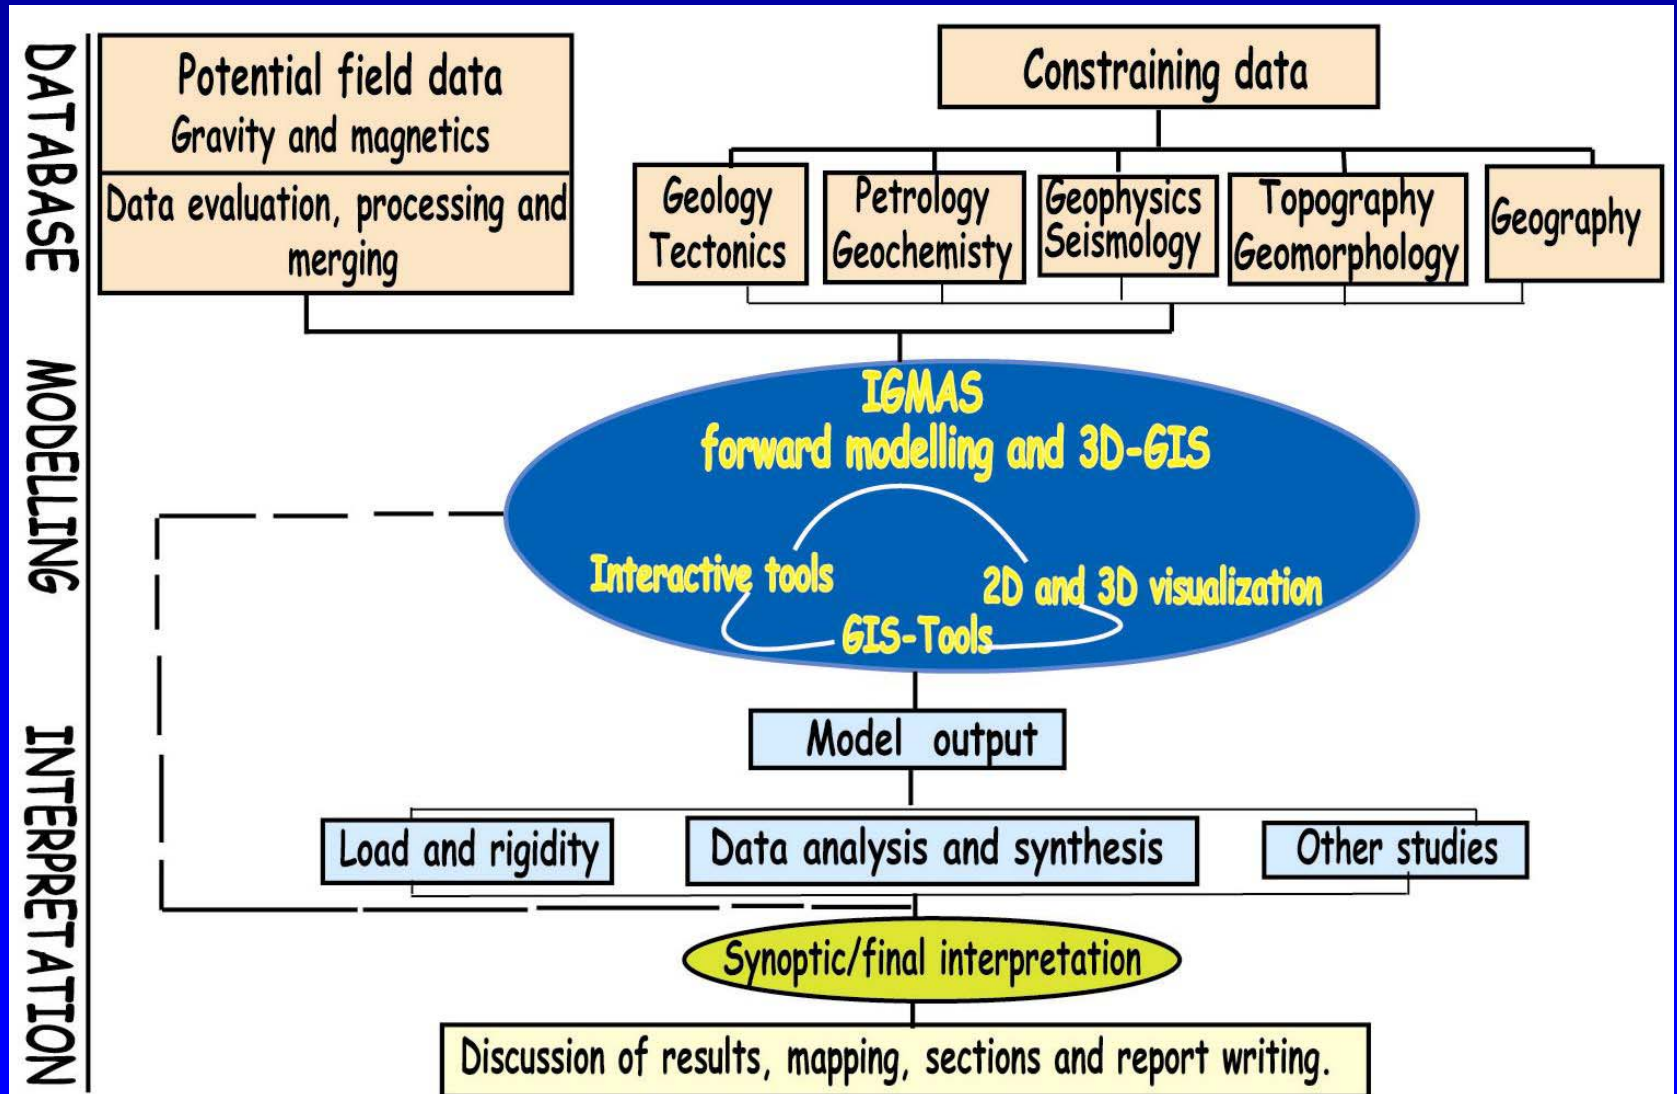 DATABASE
MODELLING
INTERPRETATION
Potential field data
Gravity and magnetics
Data evaluation, processing and
merging
Constraining data
Geology
Tectonics
Petrology
Geochemisty
Geophysics
Seismology
Topography
Geomorphology
Geography
IGMAS
forward modelling and 3D-GIS
Interactive tools
2D and 3D visualization
GIS-Tools
Model output
Load and rigidity
Data analysis and synthesis
Other studies
Synoptic/final interpretation
Discussion of results, mapping, sections and report writing.